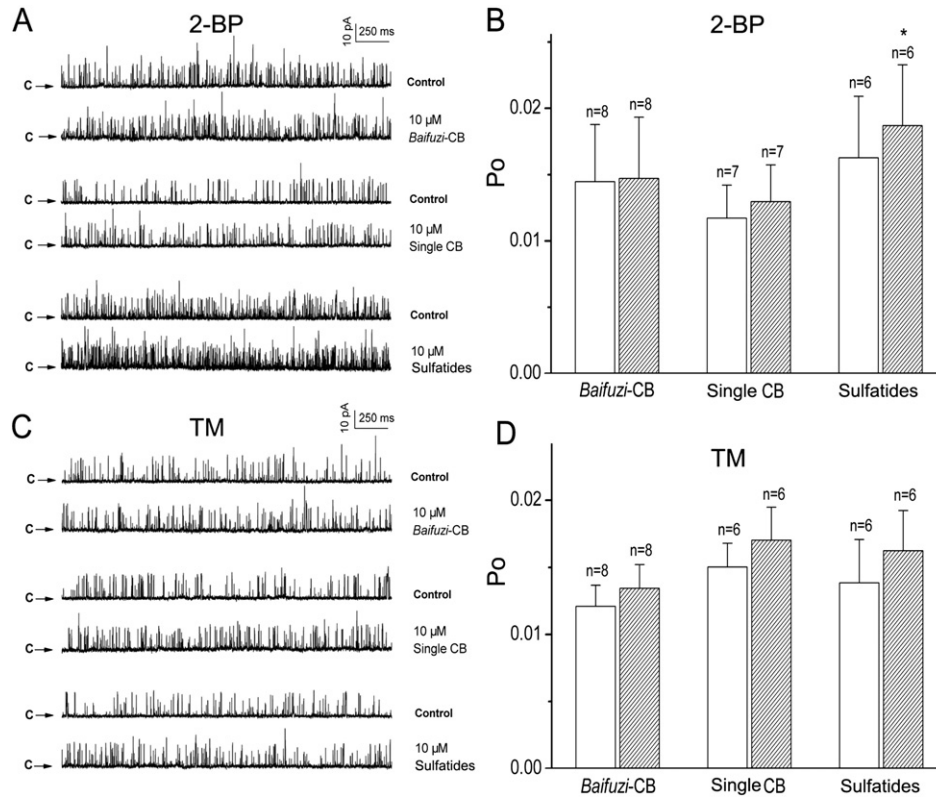 A
2-BP
10 pA
250 ms
C
Control
C
10 µM
Baifuzi-CB
C
Control
C
10 µM
Single CB
C
Control
C
10 µM
Sulfatides
B
2-BP
Po
0.02
0.01
0.00
n=8
n=8
n=7
n=7
n=6
*
n=6
Baifuzi-CB
Single CB
Sulfatides
C
TM
10 pA
250 ms
C
Control
C
10 µM
Baifuzi-CB
C
Control
C
10 µM
Single CB
C
Control
C
10 µM
Sulfatides
D
TM
Po
0.02
0.01
0.00
n=8
n=8
n=6
n=6
n=6
n=6
Baifuzi-CB
Single CB
Sulfatides